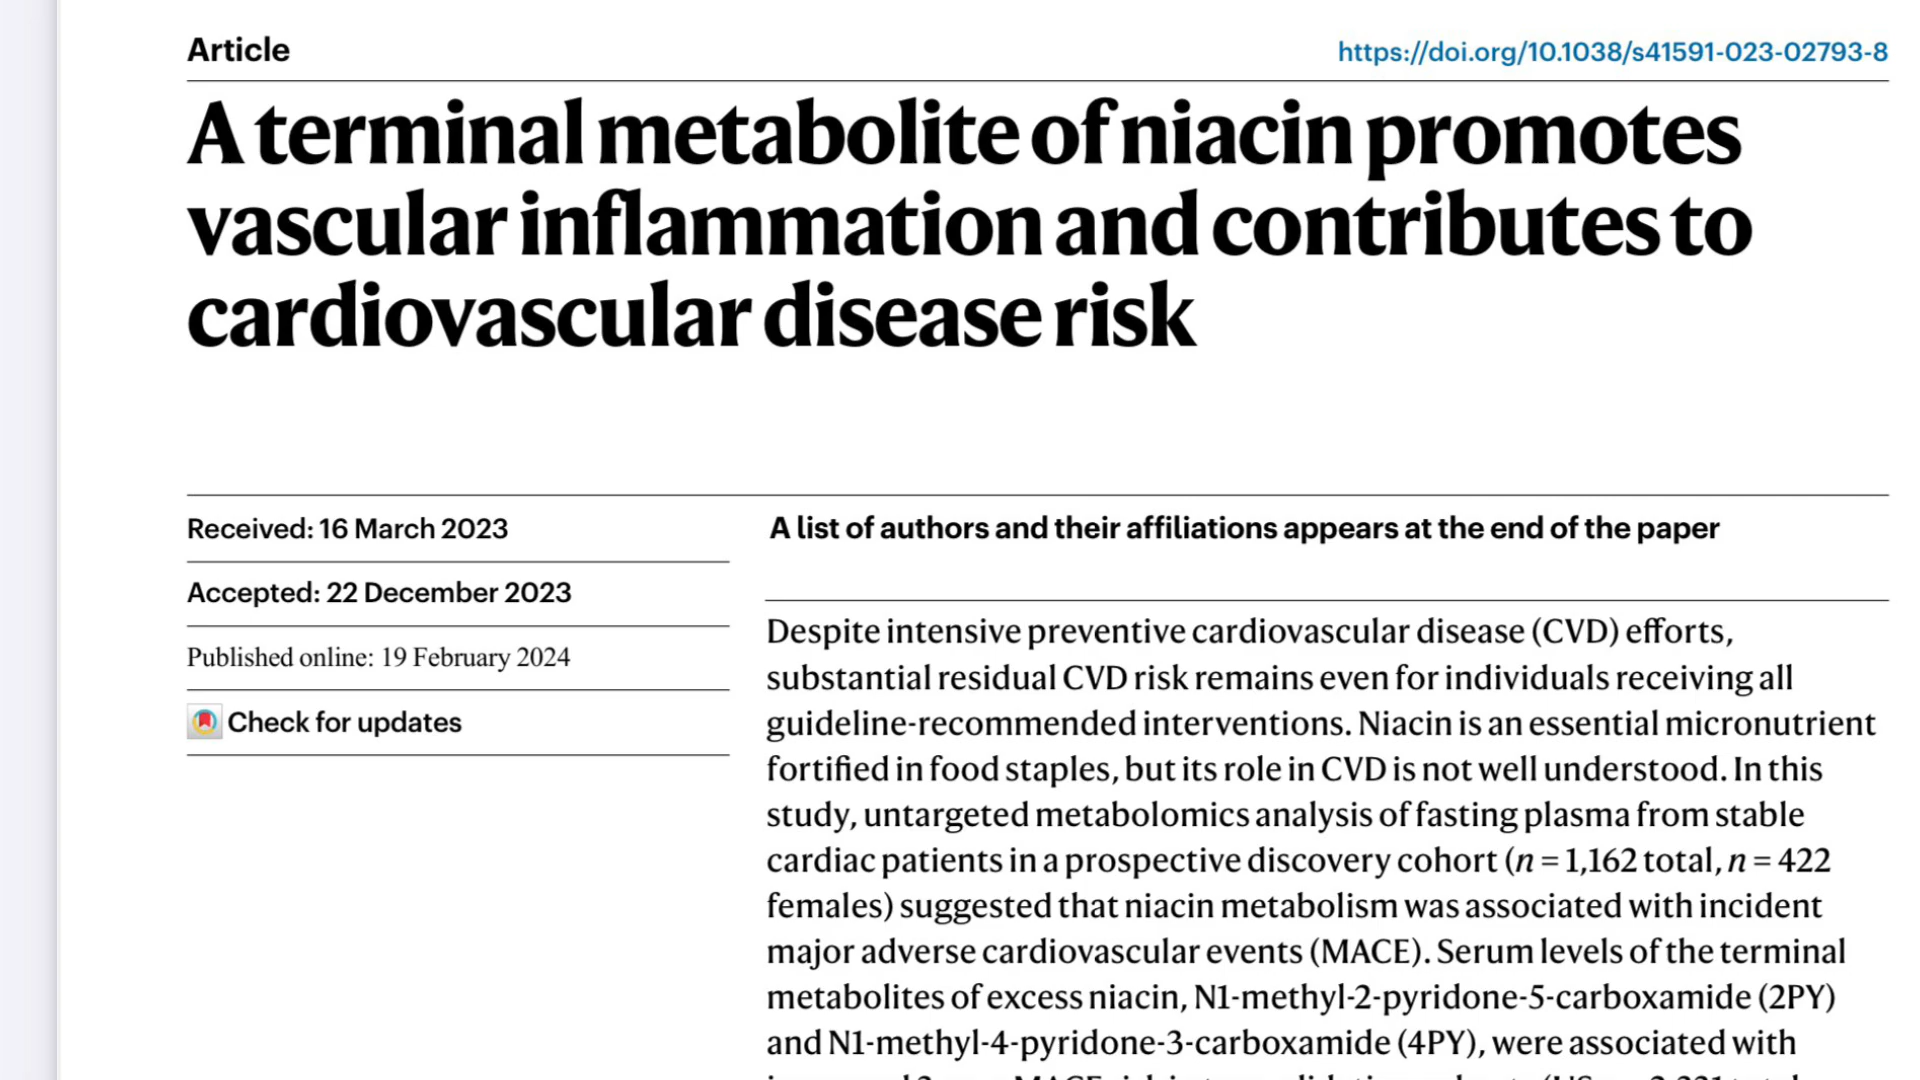 Article
https://doi.org/10.1038/s41591-023-02793-8
A terminal metabolite of niacin promotes
vascular inflammation and contributes to
cardiovascular disease risk
Received: 16 March 2023
Accepted: 22 December 2023
Published online: 19 February 2024
Check for updates
A list of authors and their affiliations appears at the end of the paper
Despite intensive preventive cardiovascular disease (CVD) efforts,
substantial residual CVD risk remains even for individuals receiving all
guideline-recommended interventions. Niacin is an essential micronutrient
fortified in food staples, but its role in CVD is not well understood. In this
study, untargeted metabolomics analysis of fasting plasma from stable
cardiac patients in a prospective discovery cohort (n = 1,162 total, n = 422
females) suggested that niacin metabolism was associated with incident
major adverse cardiovascular events (MACE). Serum levels of the terminal
metabolites of excess niacin, N1-methyl-2-pyridone-5-carboxamide (2PY)
and N1-methyl-4-pyridone-3-carboxamide (4PY), were associated with